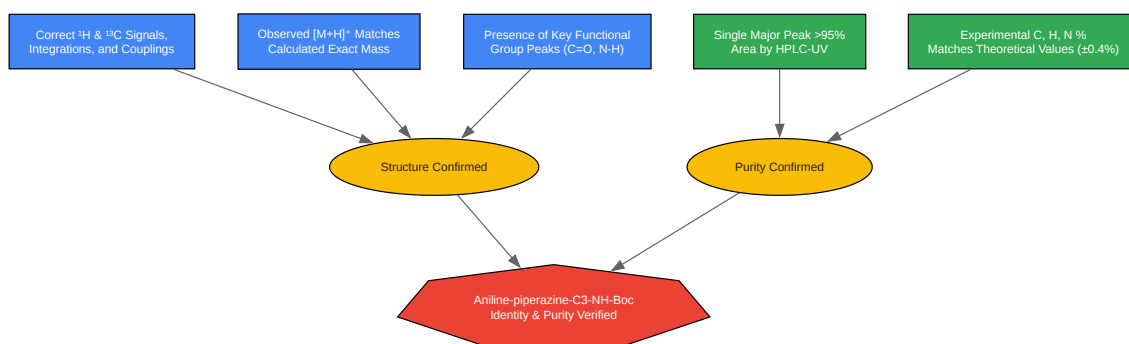 Correct ¹H & ¹³C Signals,
Integrations, and Couplings
Observed [M+H]⁺ Matches
Calculated Exact Mass
Presence of Key Functional
Group Peaks (C=O, N-H)
Single Major Peak >95%
Area by HPLC-UV
Experimental C, H, N %
Matches Theoretical Values (±0.4%)
Structure Confirmed
Purity Confirmed
Aniline-piperazine-C3-NH-Boc
Identity & Purity Verified